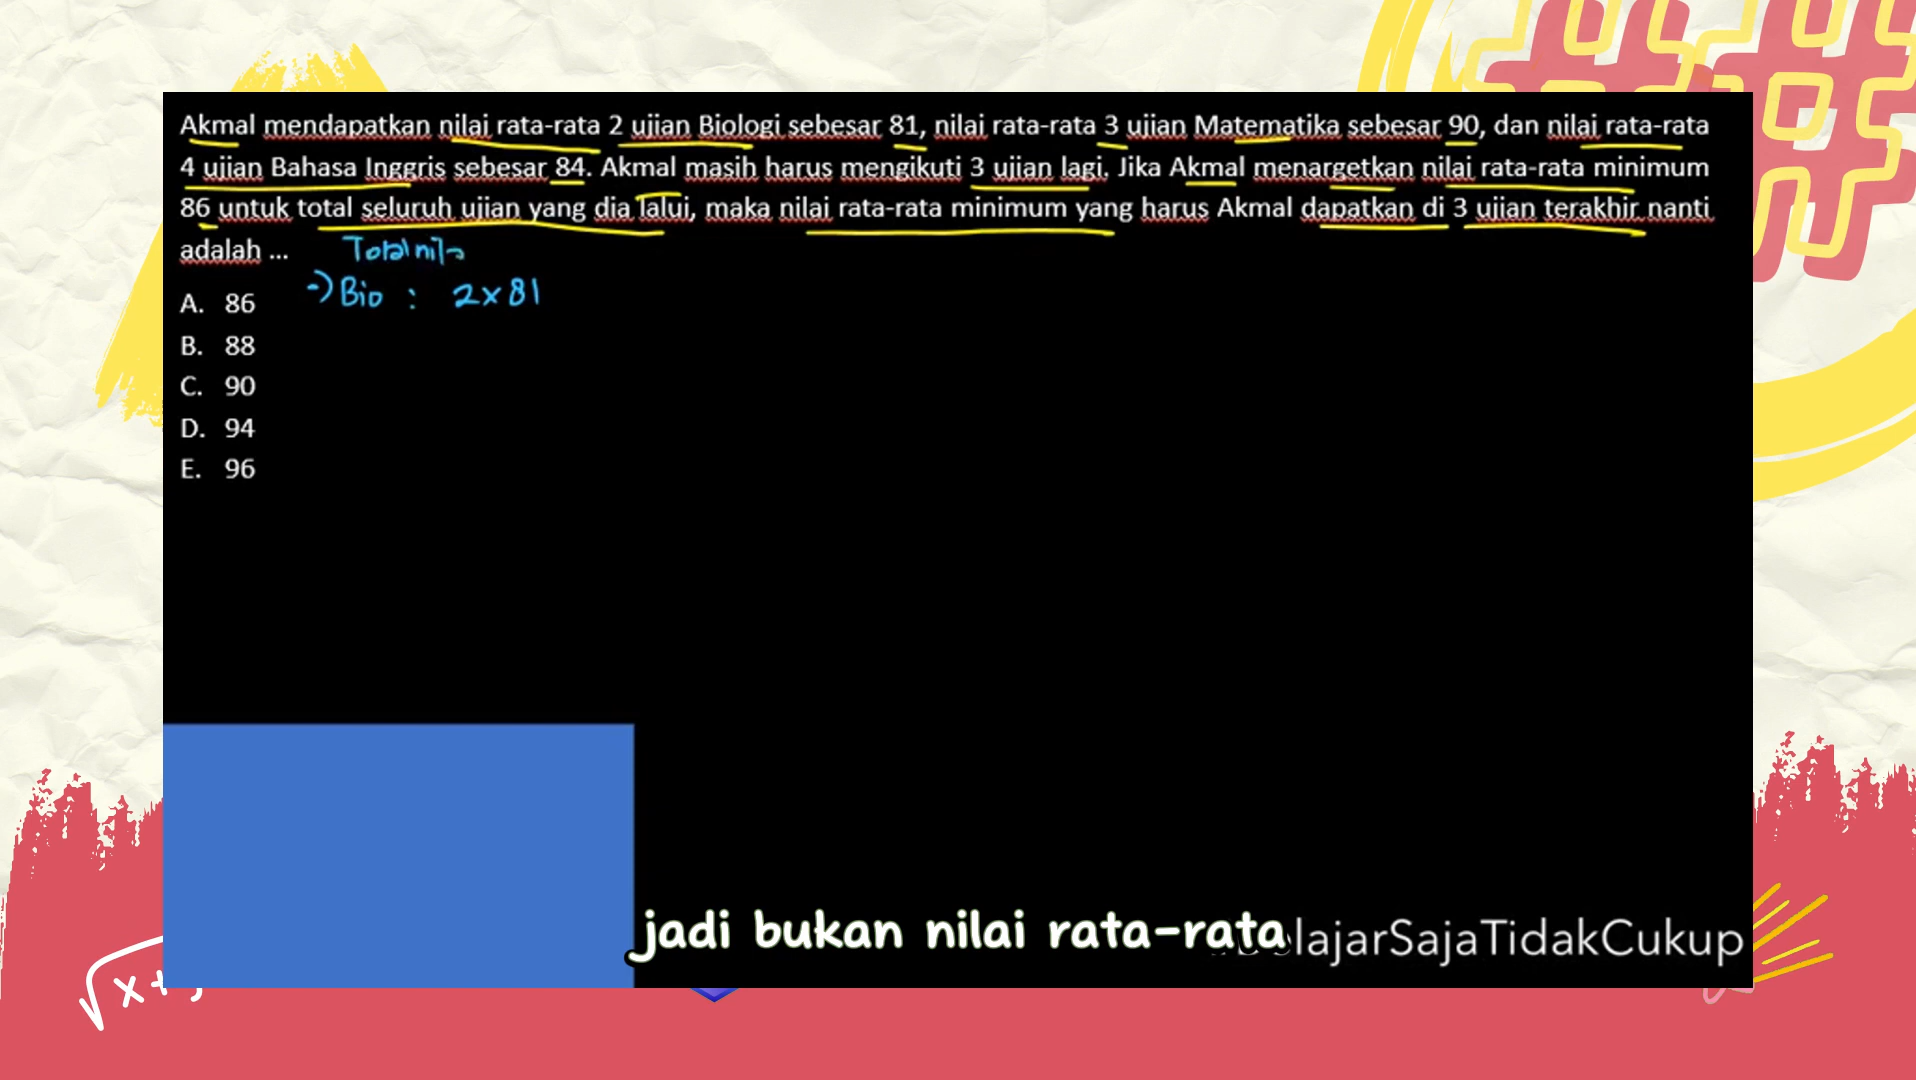 Akmal mendapatkan nilai rata-rata 2 ujian Biologi sebesar 81, nilai rata-rata 3 ujian Matematika sebesar 90, dan nilai rata-rata
4 ujian Bahasa Inggris sebesar 84. Akmal masih harus mengikuti 3 ujian lagi. Jika Akmal menargetkan nilai rata-rata minimum
86 untuk total seluruh ujian yang dia lalui, maka nilai rata-rata minimum yang harus Akmal dapatkan di 3 ujian terakhir nanti
adalah ...
Total nil
Bio : 2x81
A. 86
B. 88
C. 90
D. 94
E. 96
jadi bukan nilai rata-rata
lajarSajaTidakCukup